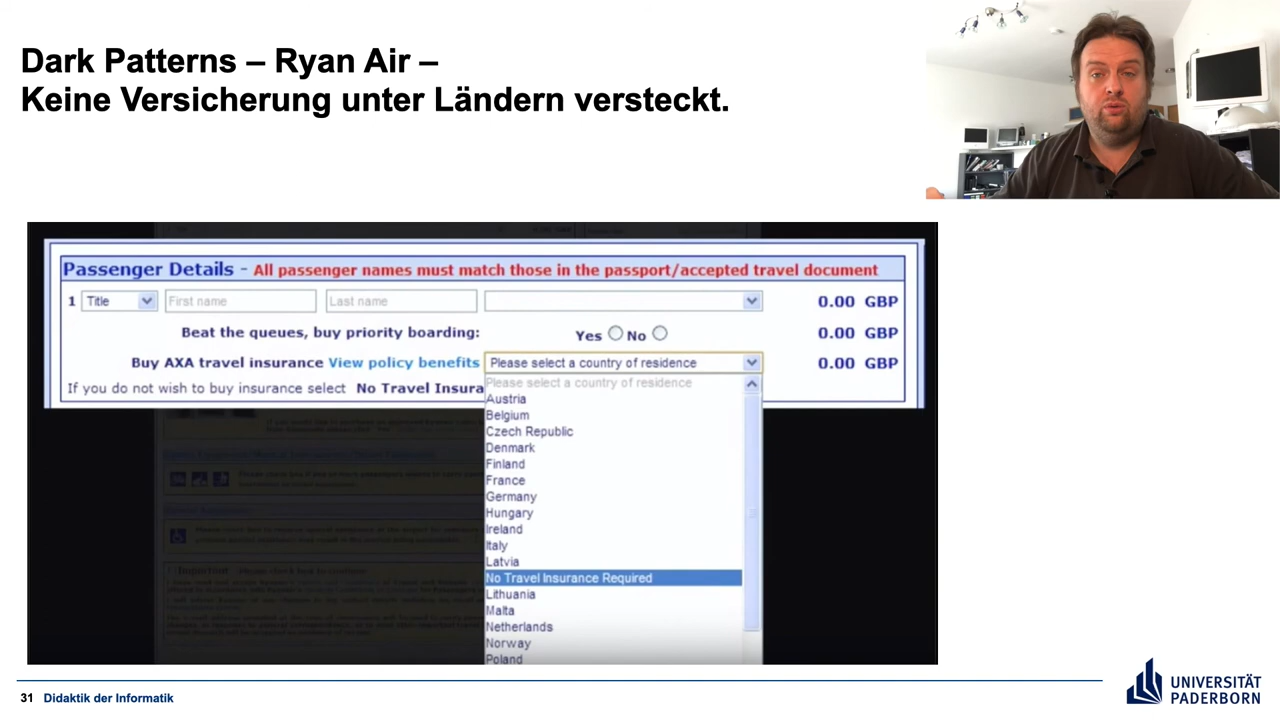 Dark Patterns – Ryan Air –
Keine Versicherung unter Ländern versteckt.
Passenger Details - All passenger names must match those in the passport/accepted travel document
1 Title First name Last name 0.00 GBP
Beat the queues, buy priority boarding: Yes No 0.00 GBP
Buy AXA travel insurance View policy benefits Please select a country of residence 0.00 GBP
If you do not wish to buy insurance select No Travel Insura
Please select a country of residence
Austria
Belgium
Czech Republic
Denmark
Finland
France
Germany
Hungary
Ireland
Italy
Latvia
No Travel Insurance Required
Lithuania
Malta
Netherlands
Norway
Poland
31 Didaktik der Informatik
UNIVERSITÄT
PADERBORN